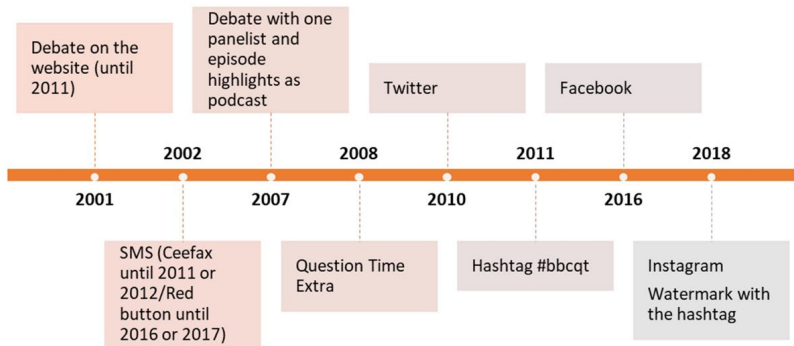 Debate on the
website (until
2011)
Debate with one
panelist and
episode
highlights as
podcast
Twitter
Facebook
2002
2008
2011
2018
2001
2007
2010
2016
SMS (Ceefax
until 2011 or
2012/Red
button until
2016 or 2017)
Question Time
Extra
Hashtag #bbcqt
Instagram
Watermark with
the hashtag